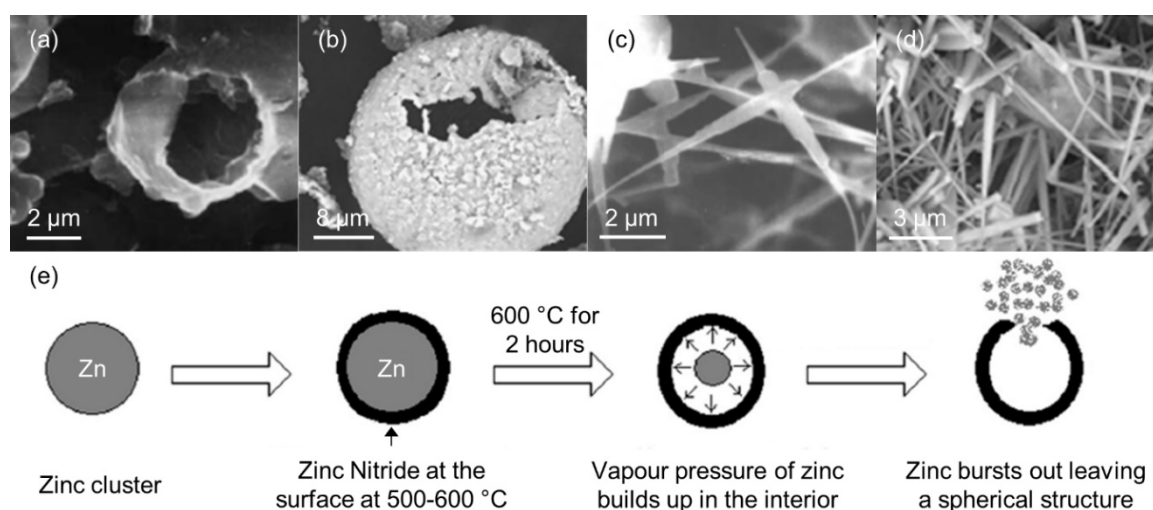 (a)
(b)
(c)
(d)
2 µm
8 µm
2 µm
3 µm
(e)
Zn
Zn
600 °C for
2 hours
Zinc cluster
Zinc Nitride at the
surface at 500-600 °C
Vapour pressure of zinc
builds up in the interior
Zinc bursts out leaving
a spherical structure